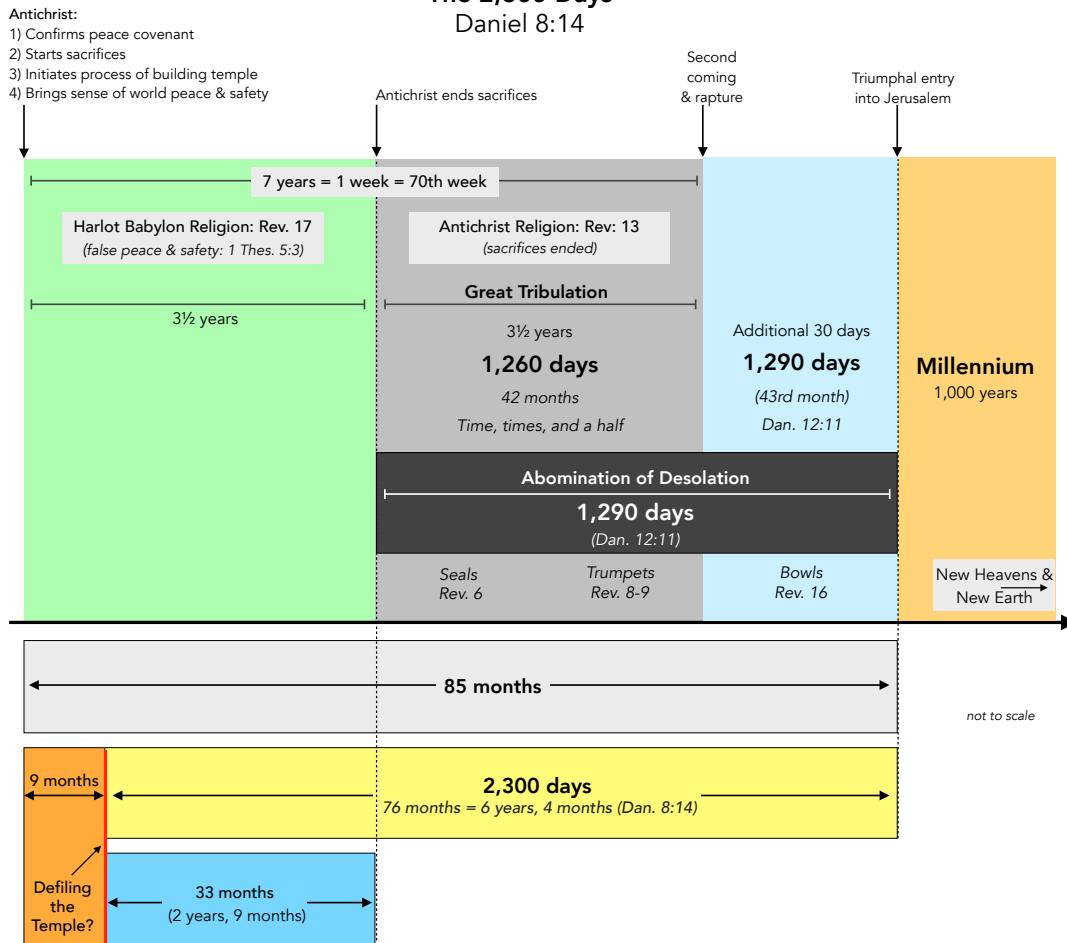 Daniel 8:14
Antichrist:
1) Confirms peace covenant
2) Starts sacrifices
3) Initiates process of building temple
4) Brings sense of world peace & safety
Antichrist ends sacrifices
Second
coming
& rapture
Triumphal entry
into Jerusalem
7 years = 1 week = 70th week
Harlot Babylon Religion: Rev. 17
(false peace & safety: 1 Thes. 5:3)
Antichrist Religion: Rev: 13
(sacrifices ended)
Great Tribulation
3½ years
3½ years
1,260 days
42 months
Time, times, and a half
Additional 30 days
1,290 days
(43rd month)
Dan. 12:11
Millennium
1,000 years
Abomination of Desolation
1,290 days
(Dan. 12:11)
Seals
Rev. 6
Trumpets
Rev. 8-9
Bowls
Rev. 16
New Heavens &
New Earth
85 months
not to scale
9 months
2,300 days
76 months = 6 years, 4 months (Dan. 8:14)
Defiling
the
Temple?
33 months
(2 years, 9 months)